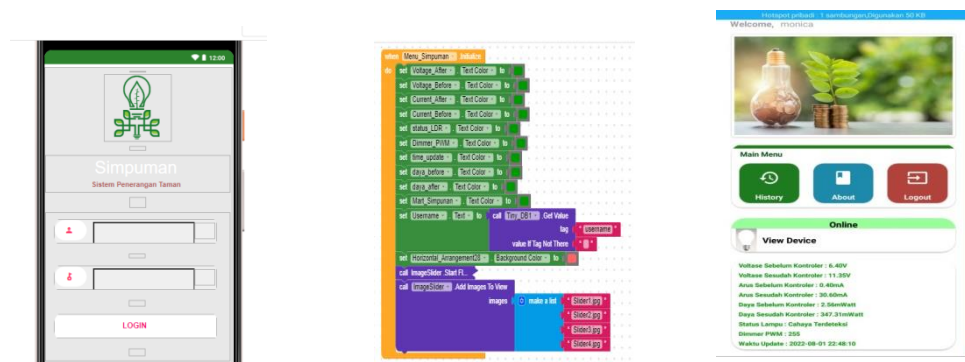 12:00
Simpuman
Sistem Penerangan Taman
LOGIN
when Menu_Simpunan .Initialize
do set Voltage_After . Text Color to
set Voltage_Before . Text Color to
set Current_After . Text Color to
set Current_Before . Text Color to
set status_LDR . Text Color to
set Dimmer_PWM . Text Color to
set time_update . Text Color to
set daya_before . Text Color to
set daya_after . Text Color to
set Mart_Simpunan . Text Color to
set Username . Text to call Tiny_DB1 .Get Value
tag " username "
value If Tag Not There " "
set Horizontal_Arrangement28 . Background Color to
call ImageSlider .Start Fl...
call ImageSlider .Add Images To View
images make a list " Slider1.jpg "
" Slider2.jpg "
" Slider3.jpg "
" Slider4.jpg "
Hotspot pribadi : 1 sambungan,Digunakan 50 KB
Welcome, monica
Main Menu
History About Logout
Online
View Device
Voltase Sebelum Kontroler : 6.40V
Voltase Sesudah Kontroler : 11.35V
Arus Sebelum Kontroler : 0.40mA
Arus Sesudah Kontroler : 30.60mA
Daya Sebelum Kontroler : 2.56mWatt
Daya Sesudah Kontroler : 347.31mWatt
Status Lampu : Cahaya Terdeteksi
Dimmar PWM : 255
Waktu Update : 2022-08-01 22:48:10